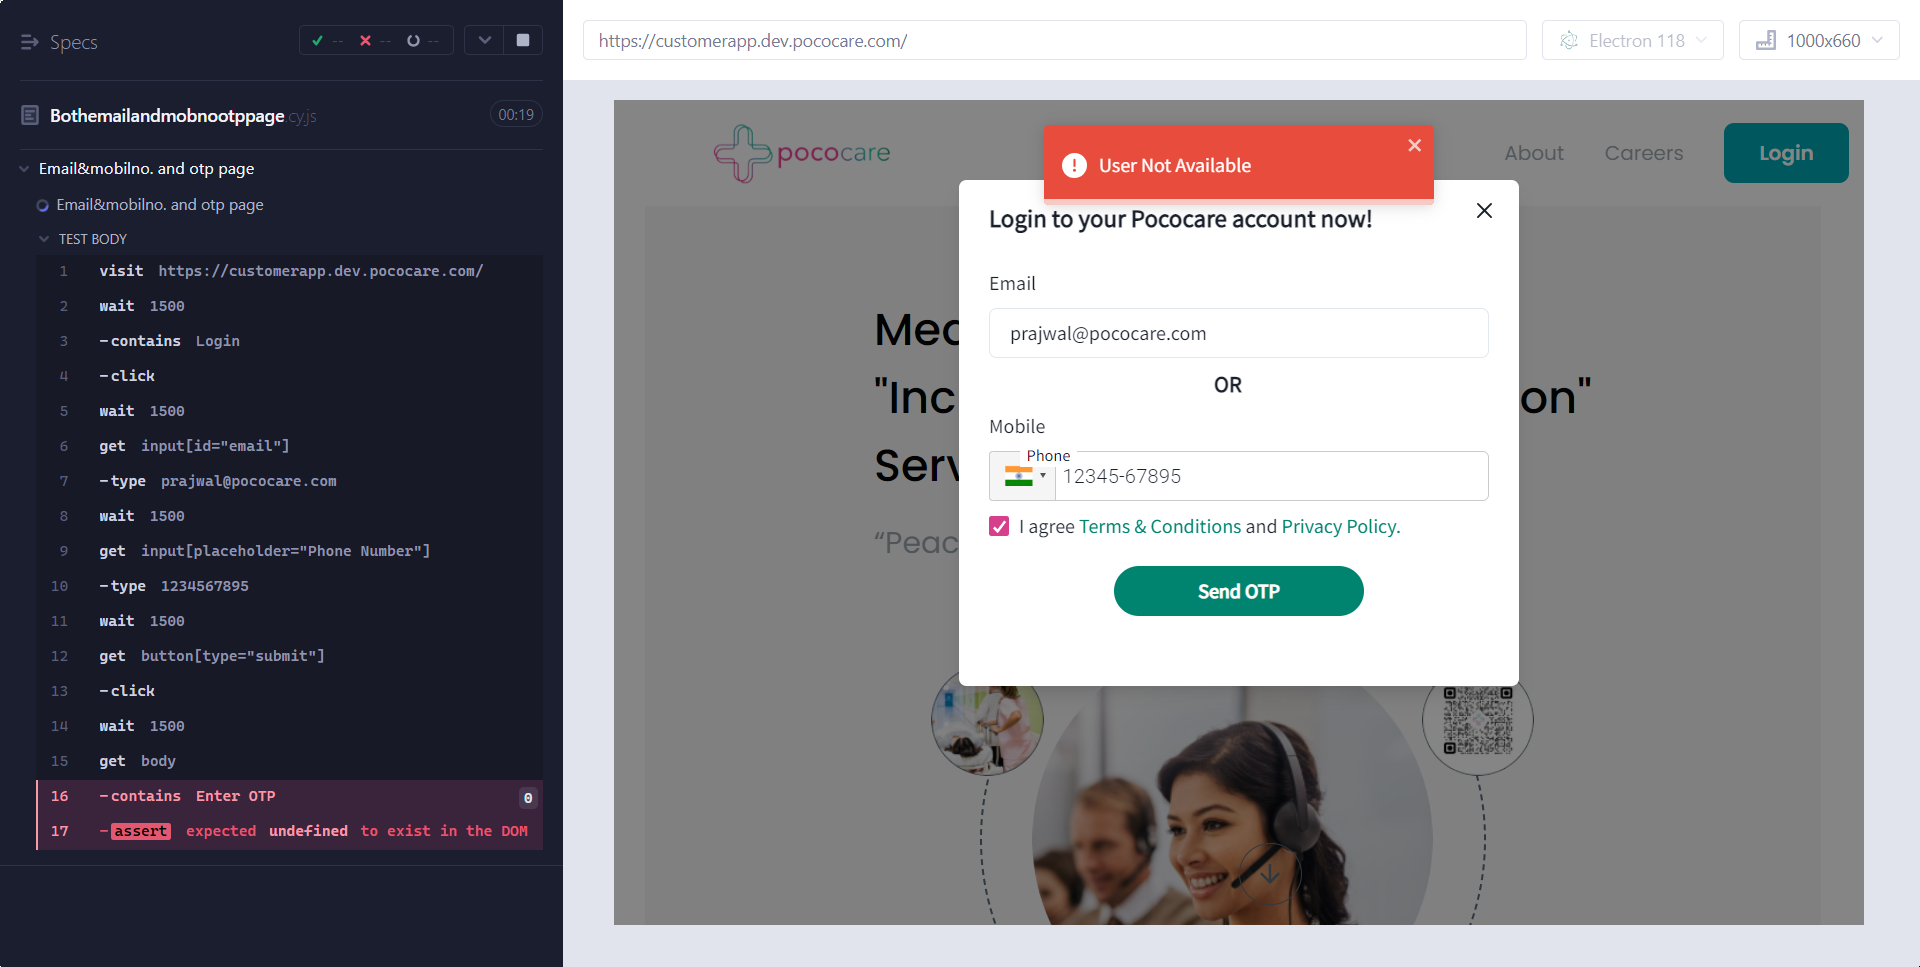 Specs
-- -- --
Bothemailandmobnootppage.cy.js
00:19
Email&mobilno. and otp page
Email&mobilno. and otp page
TEST BODY
1 visit https://customerapp.dev.pococare.com/
2 wait 1500
3 -contains Login
4 -click
5 wait 1500
6 get input[id="email"]
7 -type prajwal@pococare.com
8 wait 1500
9 get input[placeholder="Phone Number"]
10 -type 1234567895
11 wait 1500
12 get button[type="submit"]
13 -click
14 wait 1500
15 get body
16 -contains Enter OTP 0
17 -assert expected undefined to exist in the DOM
https://customerapp.dev.pococare.com/
Electron 118
1000x660
pococare
About
Careers
Login
User Not Available
Login to your Pococare account now!
Email
prajwal@pococare.com
OR
Mobile
Phone
12345-67895
I agree Terms & Conditions and Privacy Policy.
Send OTP
"Inc
on"
Serv
“Peac